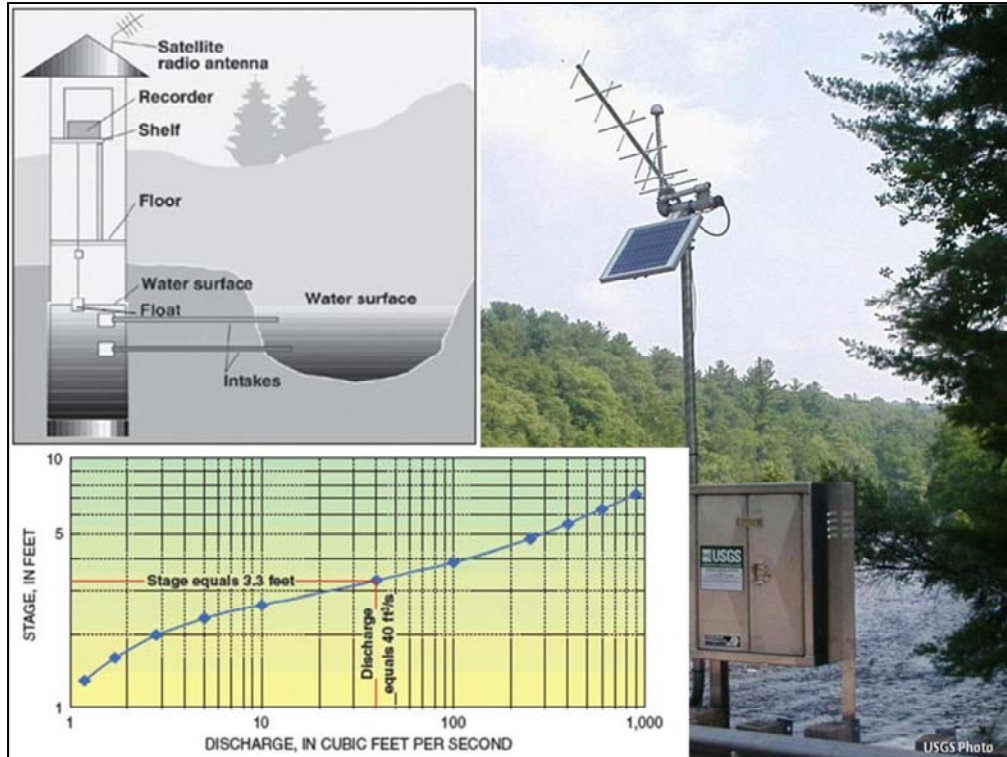 Satellite
radio antenna
Recorder
Shelf
Floor
Water surface
Float
Water surface
Intakes
10
5
1
STAGE, IN FEET
Stage equals 3.3 feet
Discharge
equals 40 ft³/s
1
10
100
1,000
DISCHARGE, IN CUBIC FEET PER SECOND
USGS
USGS Photo